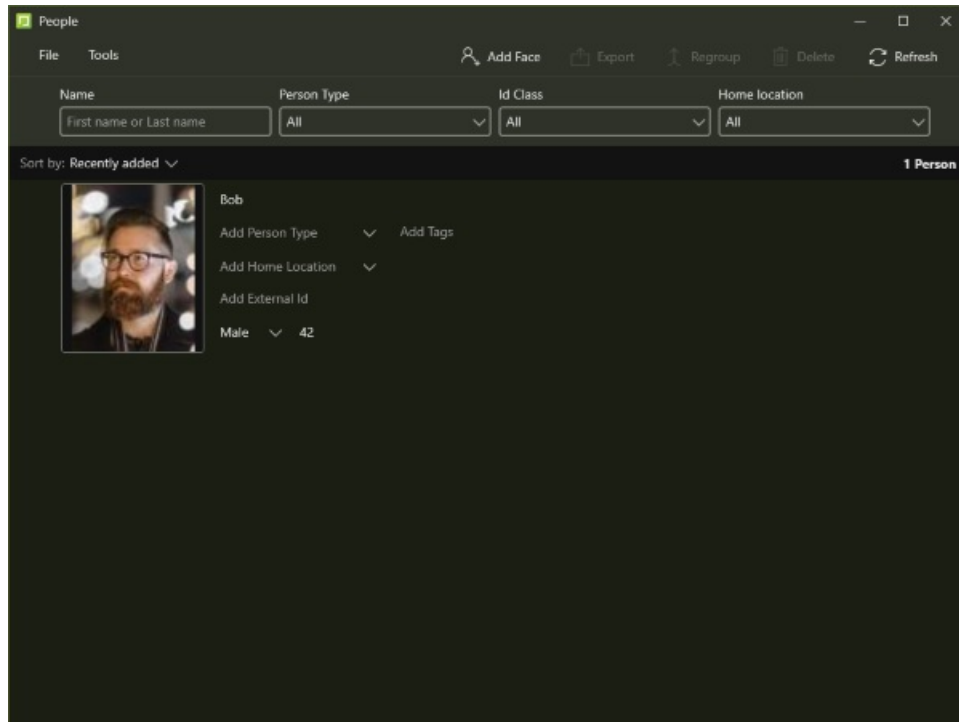 People
File Tools Add Face Export Regroup Delete Refresh
Name Person Type Id Class Home location
First name or Last name All All All
Sort by: Recently added 1 Person
Bob
Add Person Type Add Tags
Add Home Location
Add External Id
Male 42